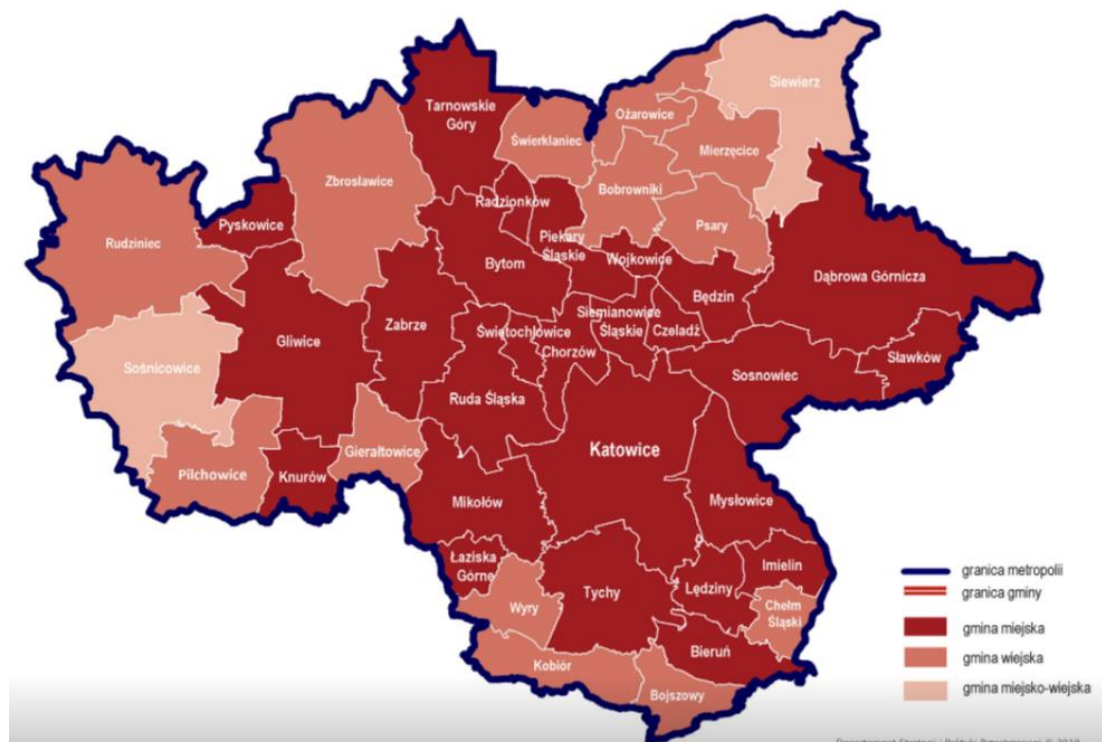 Siewierz
Tarnowskie
Góry
Ożarowice
Świerklaniec
Mierzęcice
Zbrosławice
Bobrowniki
Radzionków
Psary
Pyskowice
Rudziniec
Piekary
Śląskie
Wojkowice
Bytom
Dąbrowa Górnicza
Będzin
Siemianowice
Śląskie
Czeladź
Zabrze
Świętochłowice
Gliwice
Chorzów
Sławków
Sośnicowice
Sosnowiec
Ruda Śląska
Katowice
Gierałtowice
Pilchowice
Knurów
Mikołów
Mysłowice
Łaziska
Górne
Imielin
Tychy
Lędziny
Wyry
Chełm
Śląski
Bieruń
Kobiór
Bojszowy
granica metropolii
granica gminy
gmina miejska
gmina wiejska
gmina miejsko-wiejska